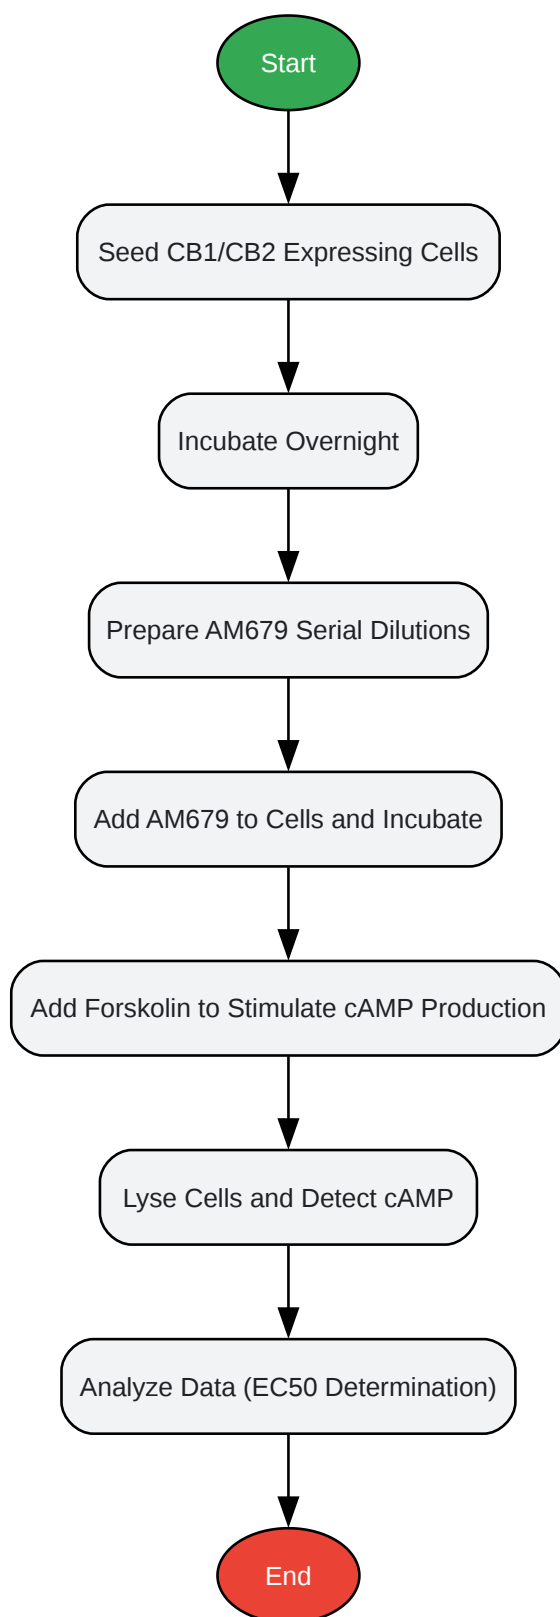 Start
Seed CB1/CB2 Expressing Cells
Incubate Overnight
Prepare AM679 Serial Dilutions
Add AM679 to Cells and Incubate
Add Forskolin to Stimulate cAMP Production
Lyse Cells and Detect cAMP
Analyze Data (EC50 Determination)
End